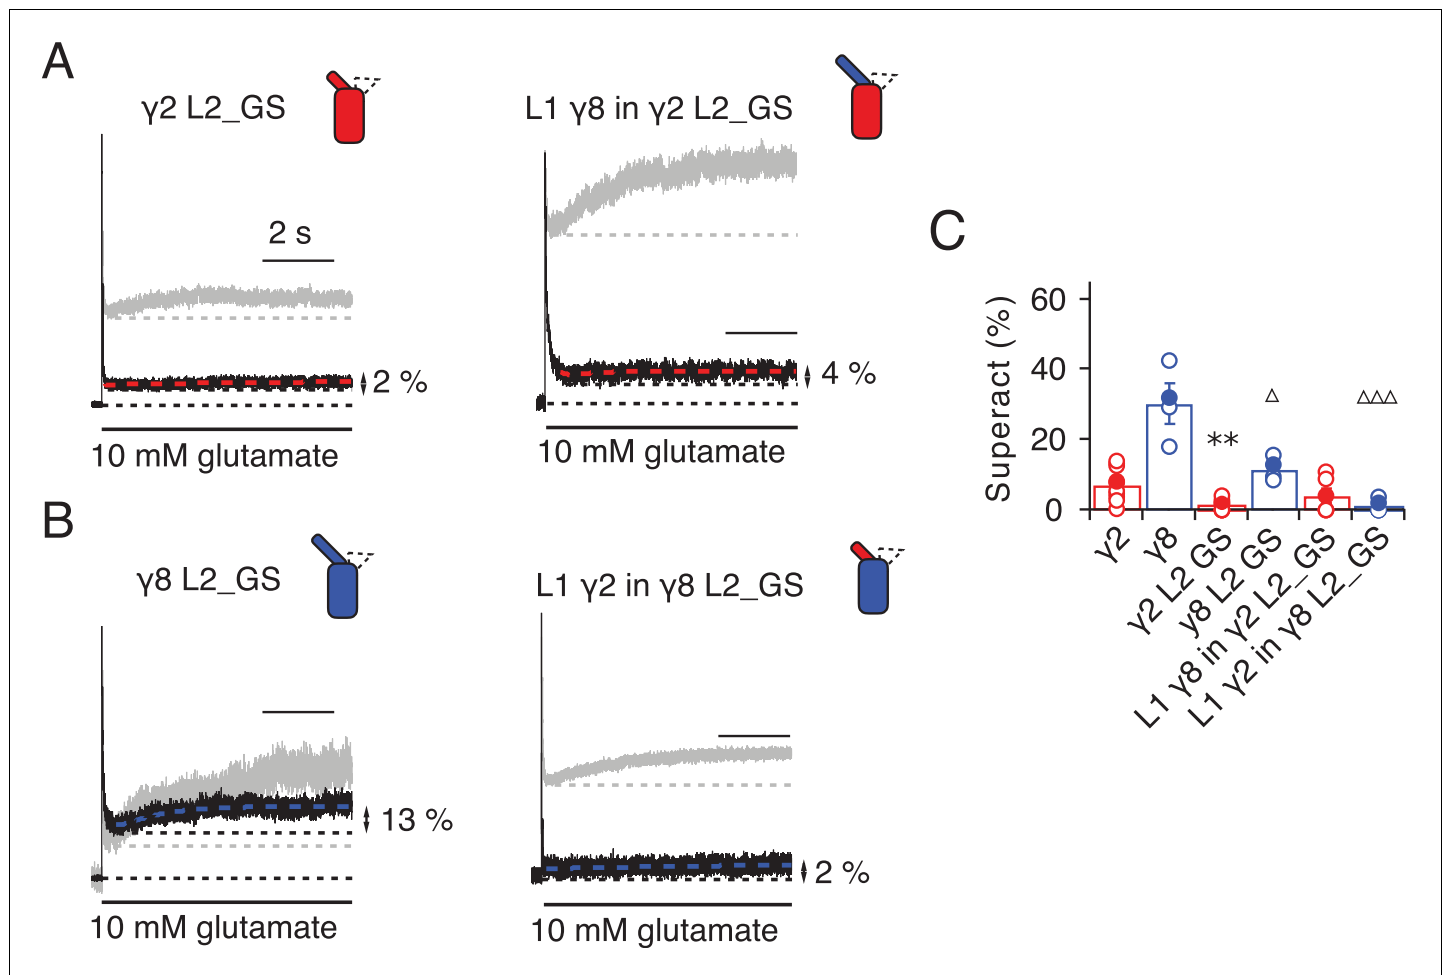 A
γ2 L2_GS
2 s
2 %
10 mM glutamate
L1 γ8 in γ2 L2_GS
4 %
10 mM glutamate
B
γ8 L2_GS
13 %
10 mM glutamate
L1 γ2 in γ8 L2_GS
2 %
10 mM glutamate
C
Superact (%)
60
40
20
0
**
△
△△△
γ2
γ8
γ2 L2 GS
γ8 L2 GS
L1 γ8 in γ2 L2_GS
L1 γ2 in γ8 L2_GS